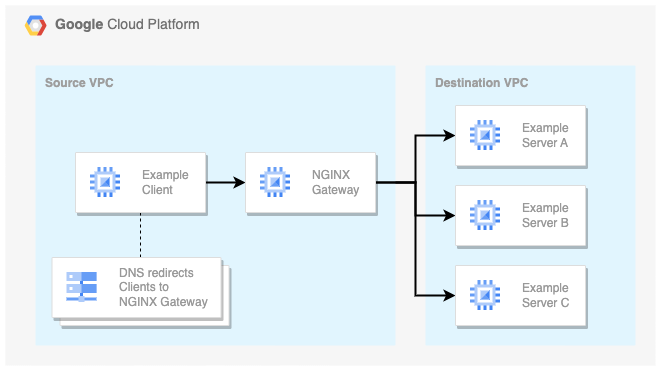 Google Cloud Platform
Source VPC
Destination VPC
Example
Client
NGINX
Gateway
Example
Server A
Example
Server B
Example
Server C
DNS redirects
Clients to
NGINX Gateway